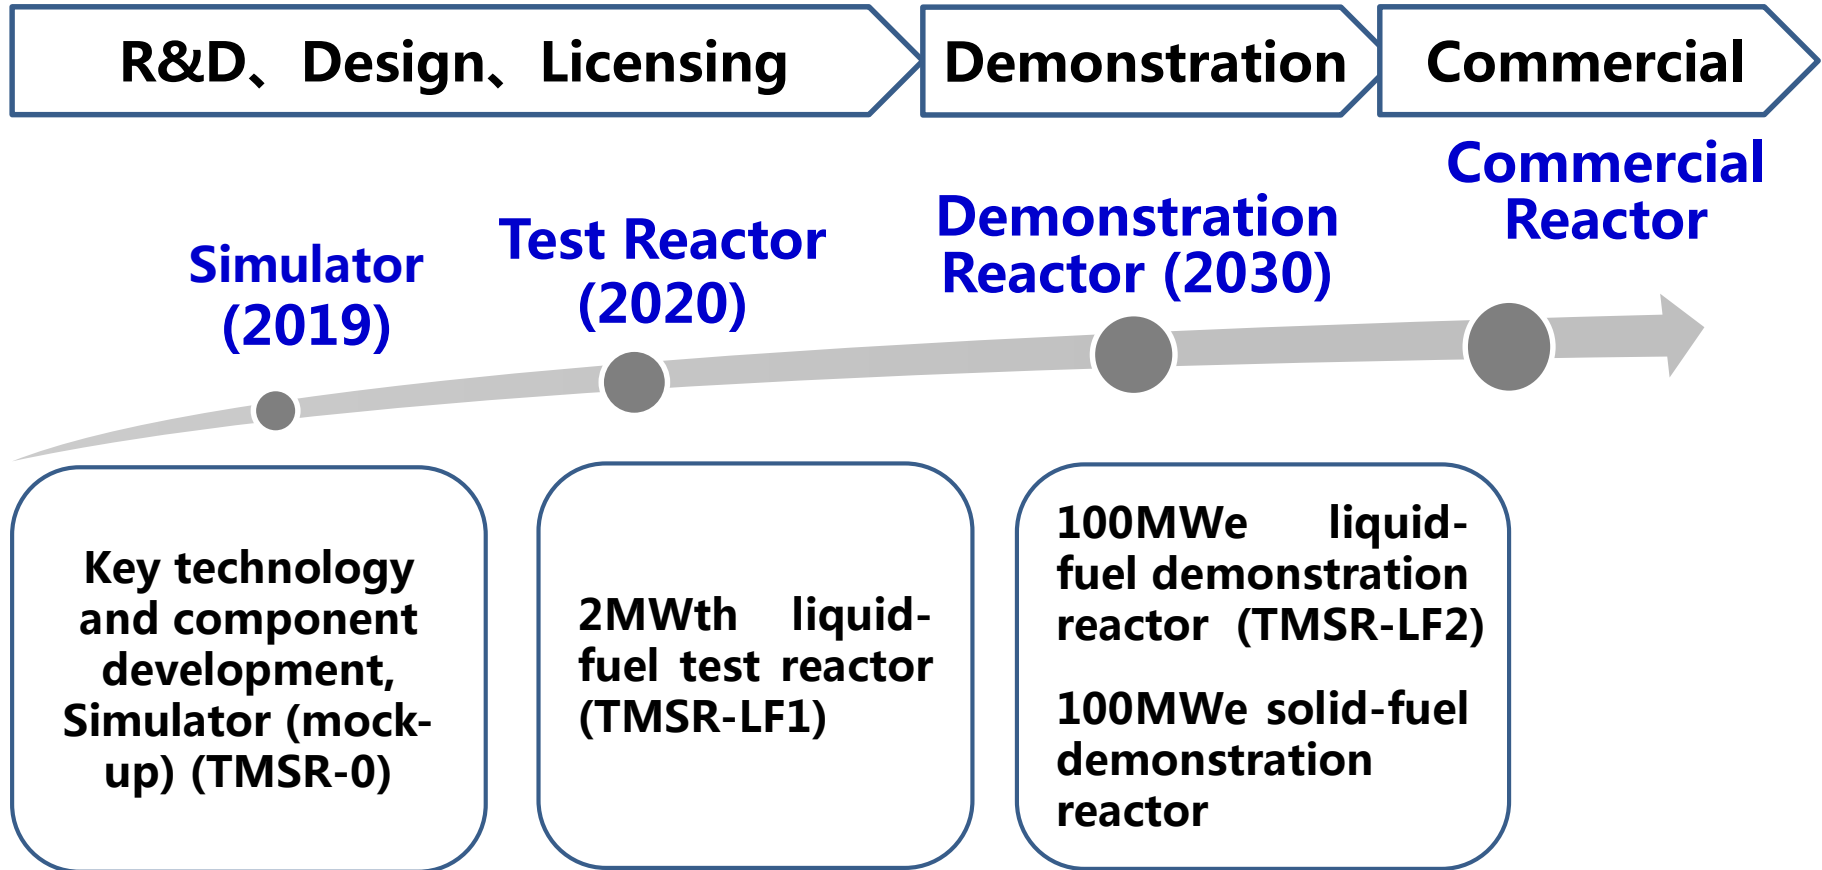 R&D、Design、Licensing
Demonstration
Commercial
Simulator
(2019)
Test Reactor
(2020)
Demonstration
Reactor (2030)
Commercial
Reactor
Key technology
and component
development,
Simulator (mock-
up) (TMSR-0)
2MWth liquid-
fuel test reactor
(TMSR-LF1)
100MWe liquid-
fuel demonstration
reactor (TMSR-LF2)
100MWe solid-fuel
demonstration
reactor